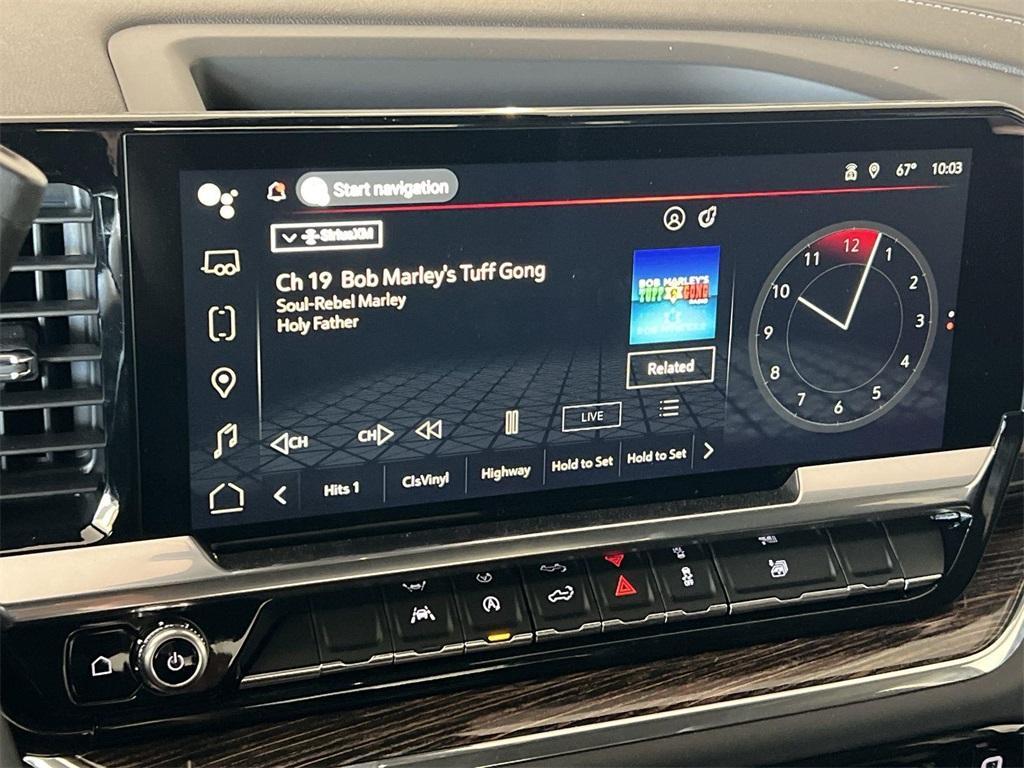 Start navigation
67° 10:03
SiriusXM
Ch 19 Bob Marley's Tuff Gong
Soul-Rebel Marley
Holy Father
BOB MARLEY'S
TUFF GONG
RADIO
Related
CH
CH
LIVE
Hits 1
ClsVinyl
Highway
Hold to Set
Hold to Set
12
1
2
3
4
5
6
7
8
9
10
11
A